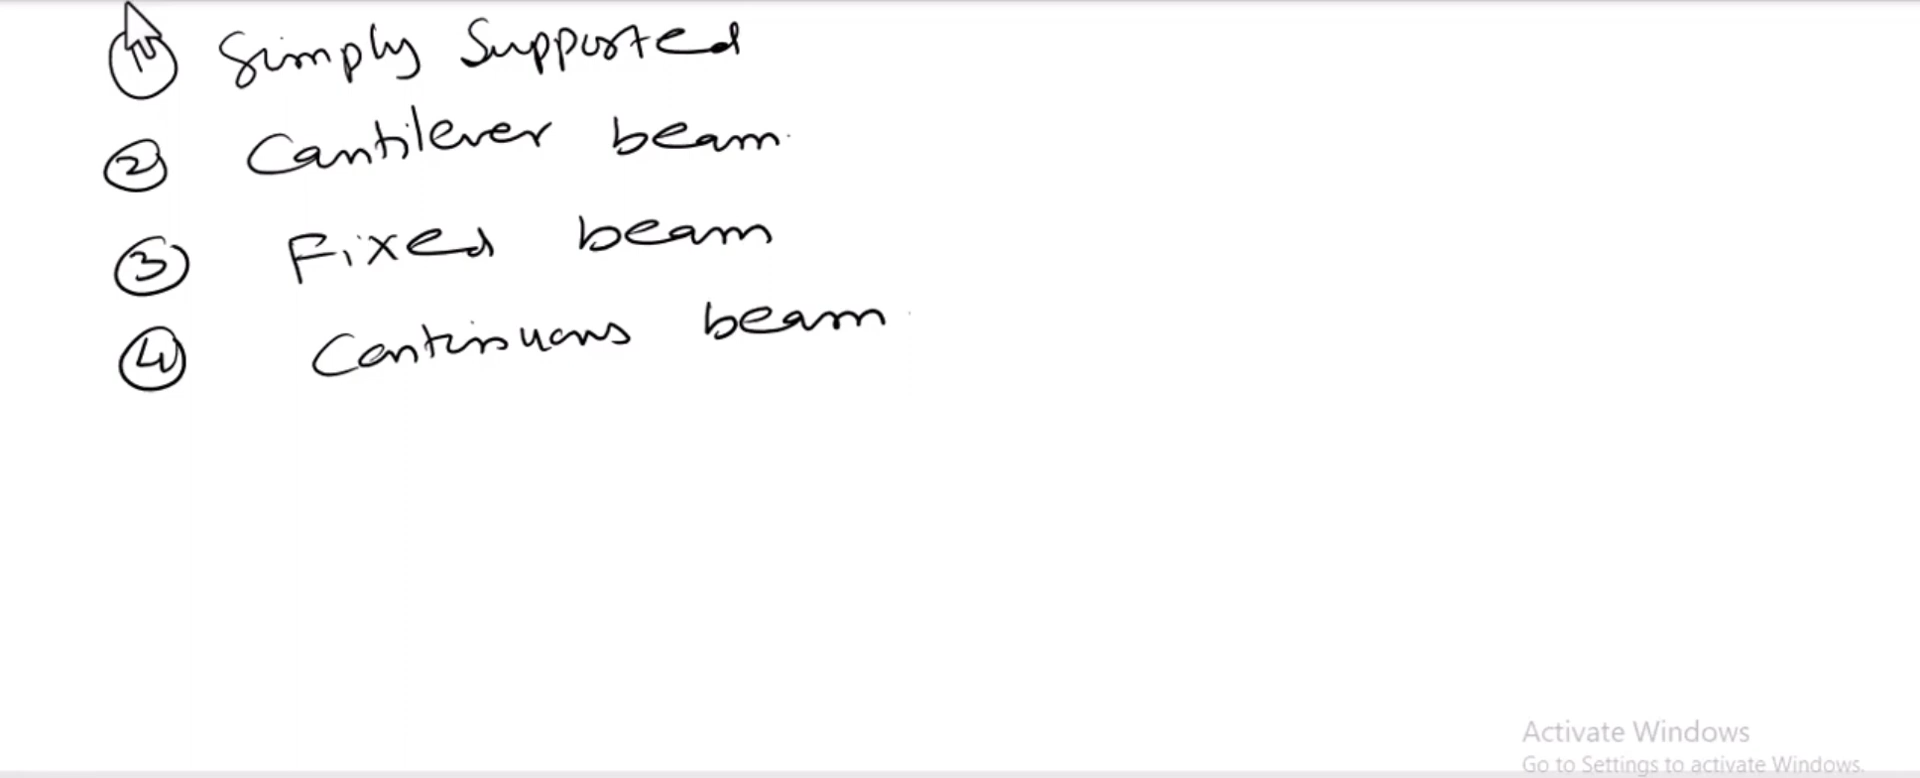 ① Simply Supported
② Cantilever beam
③ Fixed beam
④ Continuous beam
Activate Windows
Go to Settings to activate Windows.